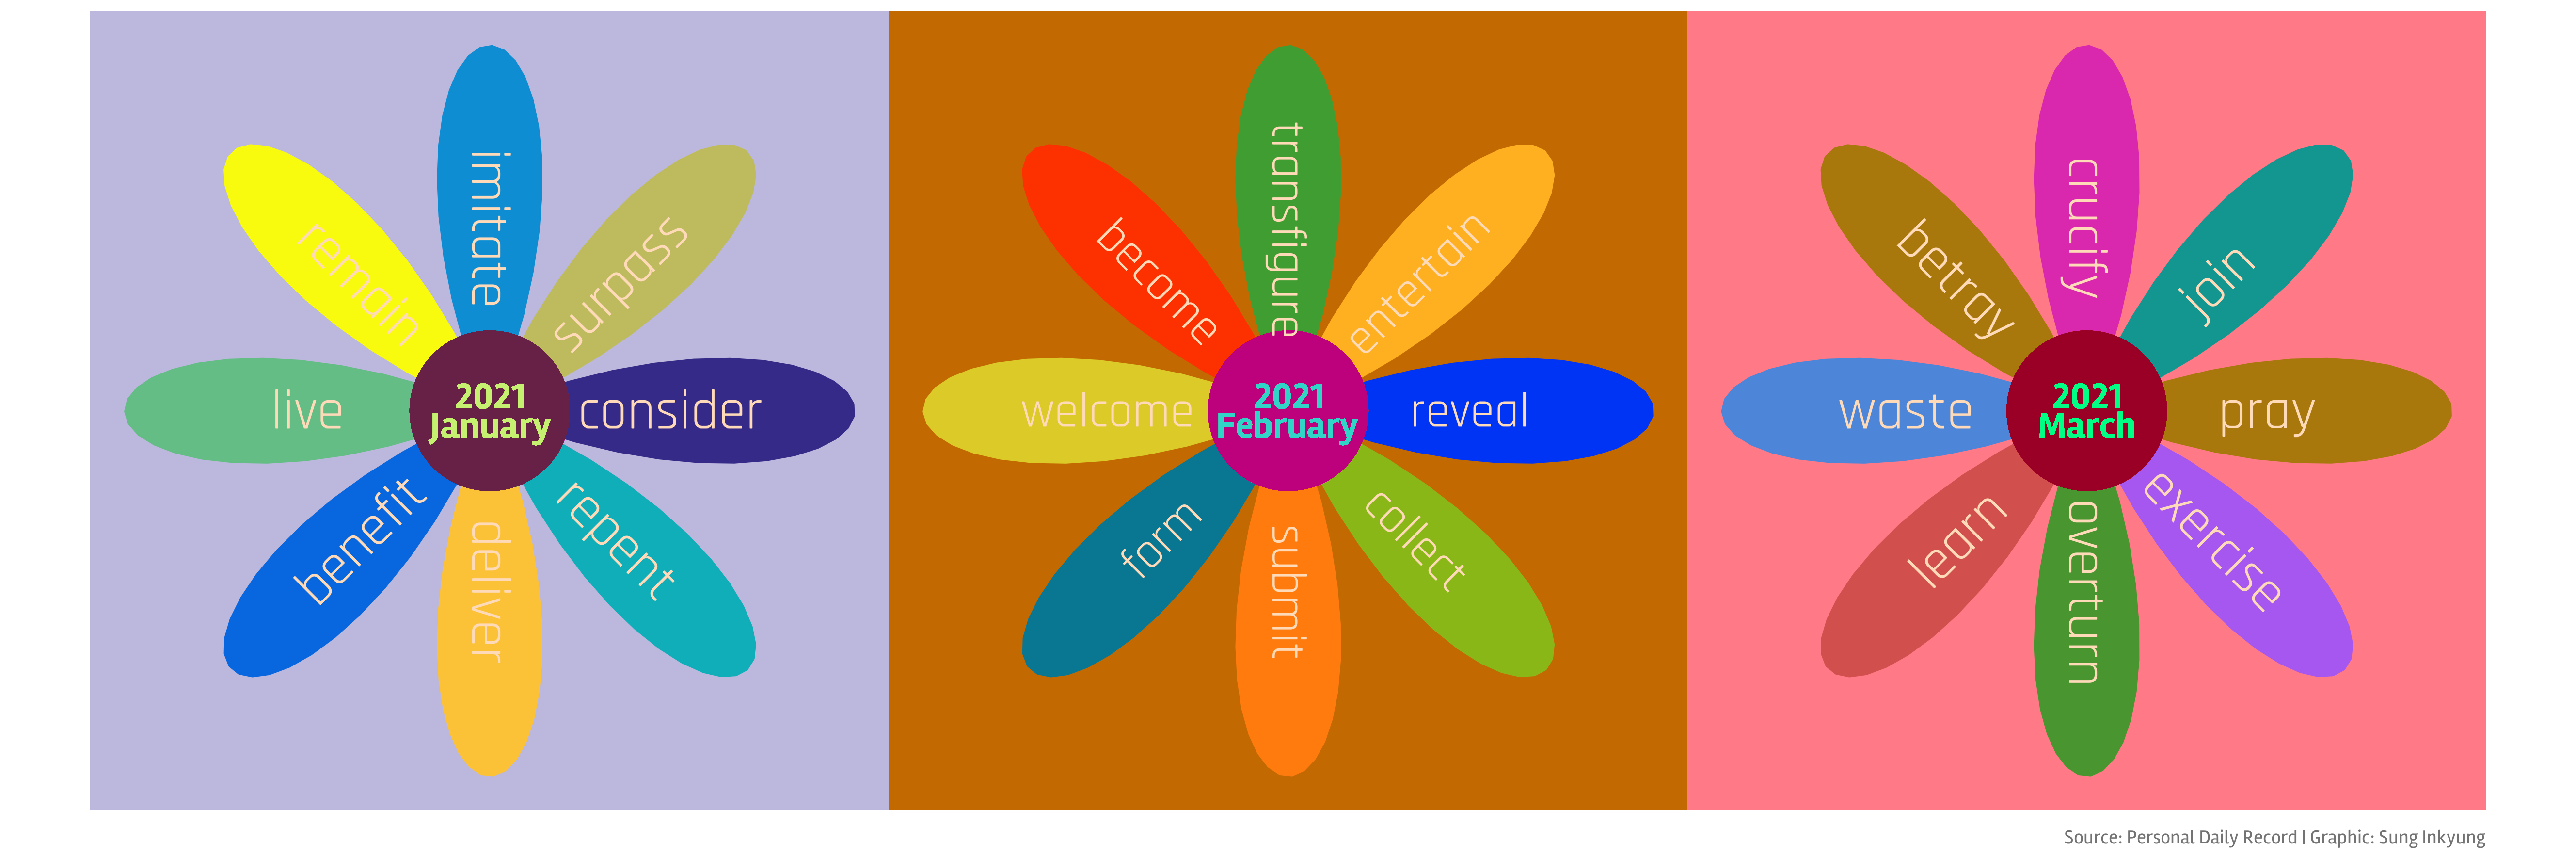 imitate
surpass
consider
repent
deliver
benefit
live
remain
2021
January
transfigure
entertain
reveal
collect
submit
form
welcome
become
2021
February
crucify
join
pray
exercise
overturn
learn
waste
betray
2021
March
Source: Personal Daily Record | Graphic: Sung Inkyung